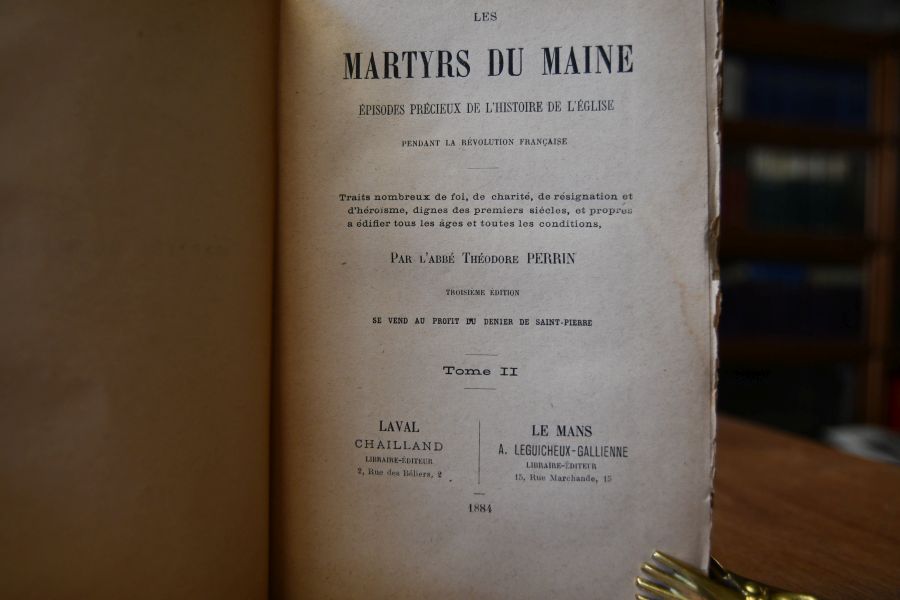 LES
MARTYRS DU MAINE
ÉPISODES PRÉCIEUX DE L'HISTOIRE DE L'ÉGLISE
PENDANT LA RÉVOLUTION FRANÇAISE
Traits nombreux de foi, de charité, de résignation et
d'héroïsme, dignes des premiers siècles, et propres
a édifier tous les âges et toutes les conditions,
PAR L'ABBÉ THÉODORE PERRIN
TROISIÈME ÉDITION
SE VEND AU PROFIT DU DENIER DE SAINT-PIERRE
Tome II
LAVAL
CHAILLAND
LIBRAIRE-ÉDITEUR
2, Rue des Béliers, 2
LE MANS
A. LEGUICHEUX-GALLIENNE
LIBRAIRE-ÉDITEUR
15, Rue Marchande, 15
1884